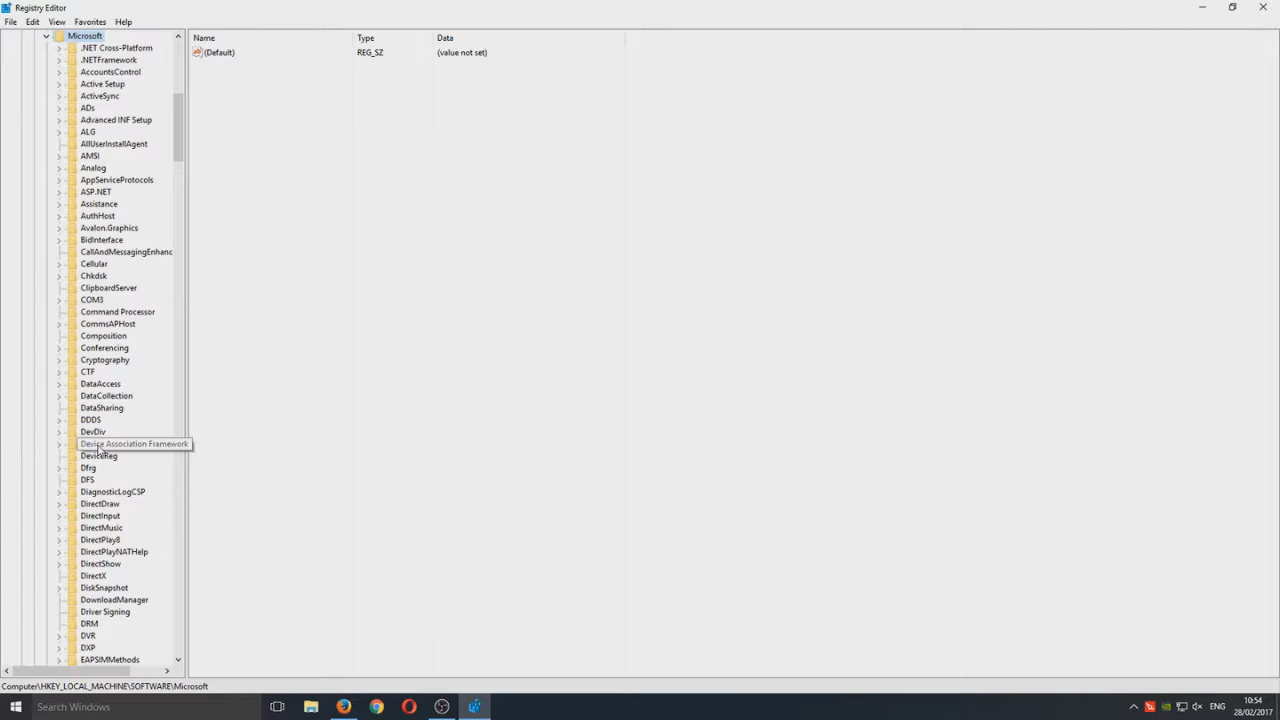 Registry Editor
File Edit View Favorites Help
Microsoft
.NET Cross-Platform
.NETFramework
AccountsControl
Active Setup
ActiveSync
ADs
Advanced INF Setup
ALG
AllUserInstallAgent
AMSI
Analog
AppServiceProtocols
ASP.NET
Assistance
AuthHost
Avalon.Graphics
BidInterface
CallAndMessagingEnhanc
Cellular
Chkdsk
ClipboardServer
COM3
Command Processor
CommsAPHost
Composition
Conferencing
Cryptography
CTF
DataAccess
DataCollection
DataSharing
DDDS
DevDiv
Device Association Framework
DeviceReg
Dfrg
DFS
DiagnosticLogCSP
DirectDraw
DirectInput
DirectMusic
DirectPlay8
DirectPlayNATHelp
DirectShow
DirectX
DiskSnapshot
DownloadManager
Driver Signing
DRM
DVR
DXP
EAPSIMMethods
Name Type Data
(Default) REG_SZ (value not set)
Computer\HKEY_LOCAL_MACHINE\SOFTWARE\Microsoft
Search Windows
ENG
10:54
28/02/2017